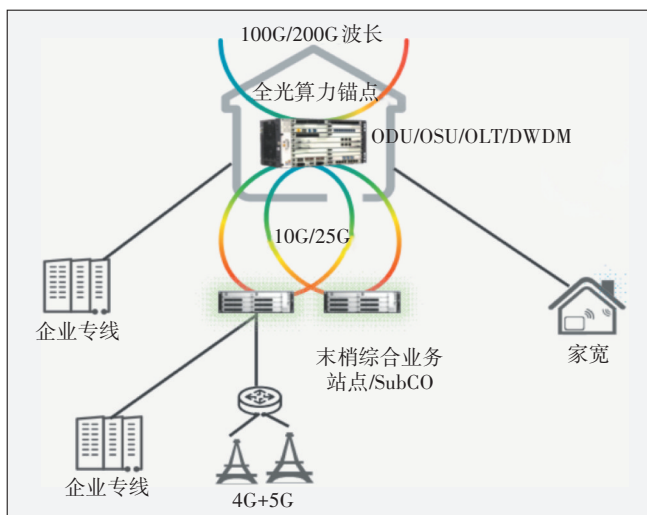 100G/200G波长
全光算力锚点
ODU/OSU/OLT/DWDM
10G/25G
企业专线
末梢综合业务
站点/SubCO
家宽
企业专线
4G+5G